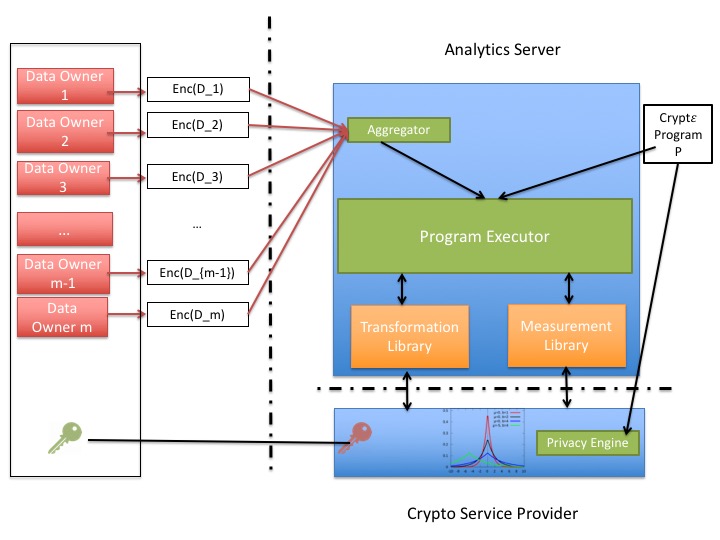 Analytics Server
Data Owner
1
Enc(D_1)
Data Owner
2
Enc(D_2)
Data Owner
3
Enc(D_3)
...
...
Data Owner
m-1
Enc(D_{m-1})
Data
Owner m
Enc(D_m)
Aggregator
Cryptε
Program
P
Program Executor
Transformation
Library
Measurement
Library
Privacy Engine
Crypto Service Provider